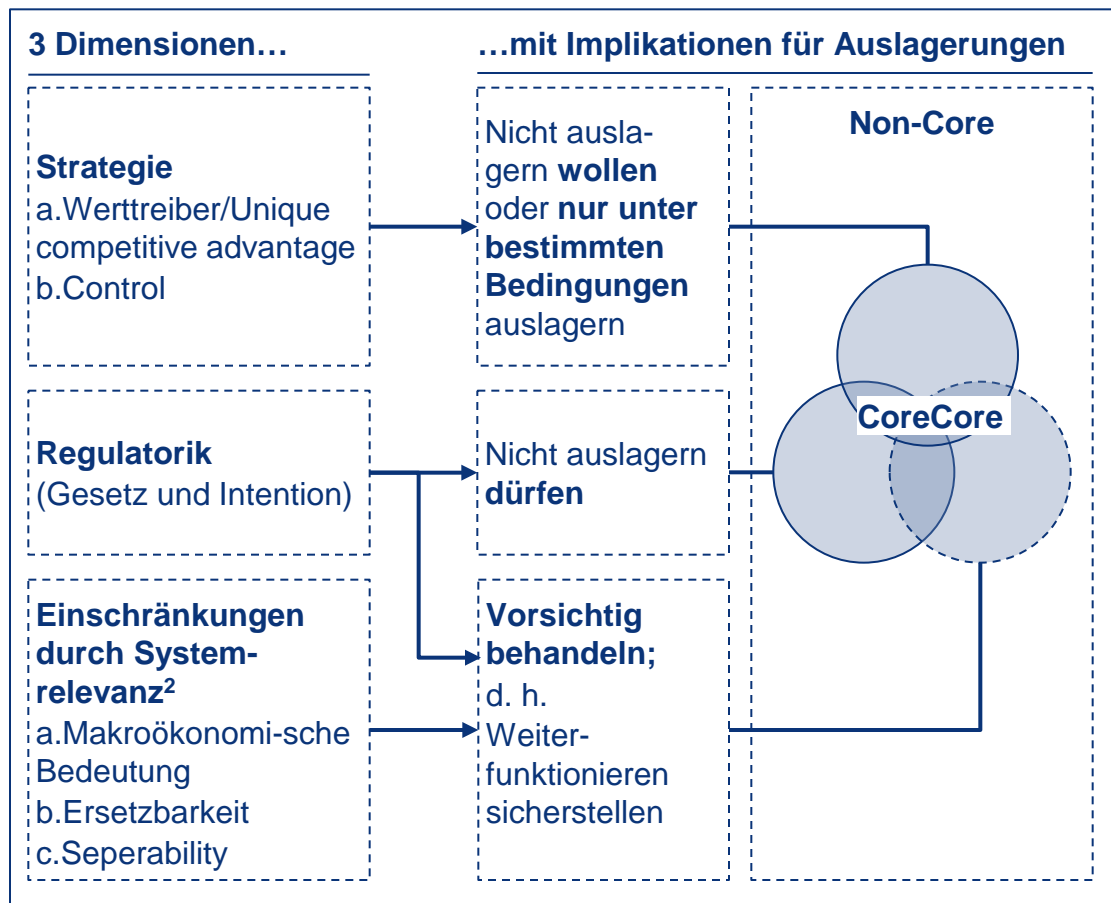 3 Dimensionen…
…mit Implikationen für Auslagerungen
Strategie
a.Werttreiber/Unique
competitive advantage
b.Control
Nicht ausla-
gern wollen
oder nur unter
bestimmten
Bedingungen
auslagern
Non-Core
Regulatorik
(Gesetz und Intention)
Nicht auslagern
dürfen
CoreCore
Einschränkungen
durch System-
relevanz²
a.Makroökonomi-sche
Bedeutung
b.Ersetzbarkeit
c.Seperability
Vorsichtig
behandeln;
d. h.
Weiter-
funktionieren
sicherstellen